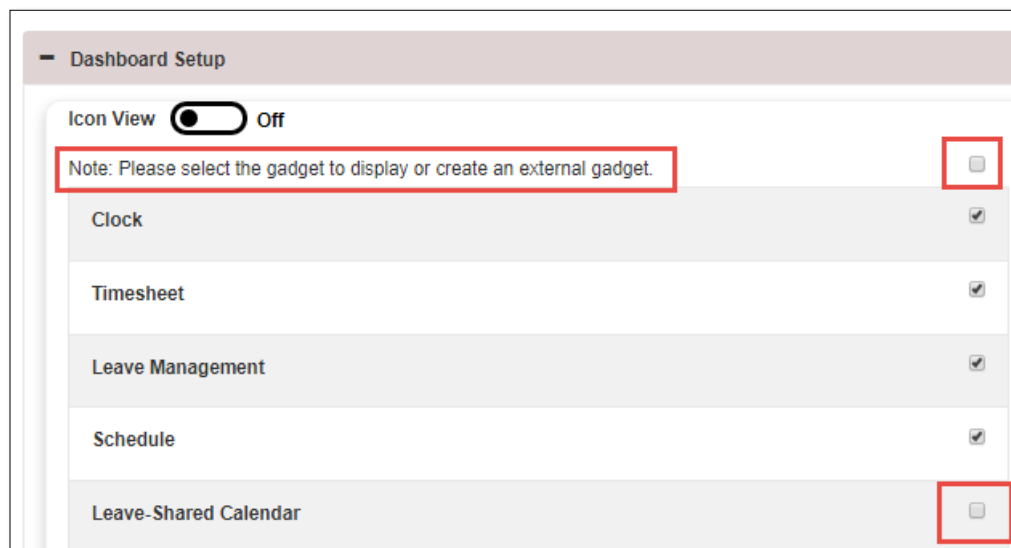 Dashboard Setup
Icon View Off
Note: Please select the gadget to display or create an external gadget.
Clock
Timesheet
Leave Management
Schedule
Leave-Shared Calendar